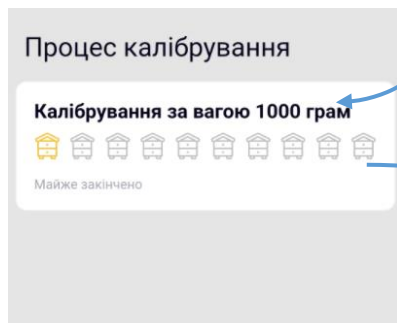 Процес калібрування
Калібрування за вагою 1000 грам
Майже закінчено